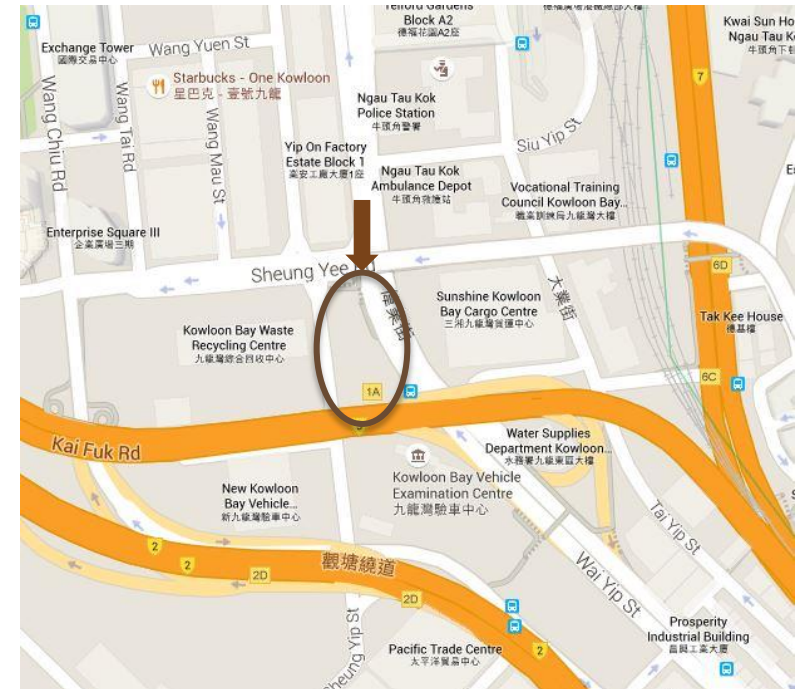 Telford Gardens
Block A2
德福花園A2座
Kwai Sun Ho
Ngau Tau K
牛頭角下邨
Exchange Tower
國際交易中心
Wang Yuen St
Starbucks - One Kowloon
星巴克 - 壹號九龍
7
Wang Chiu Rd
Wang Tai Rd
Wang Mau St
Ngau Tau Kok
Police Station
牛頭角警署
Siu Yip St
Yip On Factory
Estate Block 1
業安工廠大廈1座
Ngau Tau Kok
Ambulance Depot
牛頭角救護站
Vocational Training
Council Kowloon Bay...
職業訓練局九龍灣大樓
Enterprise Square III
企業廣場三期
Sheung Yee
6D
偉業街
大業街
Sunshine Kowloon
Bay Cargo Centre
三湘九龍灣貨運中心
Tak Kee House
德基樓
Kowloon Bay Waste
Recycling Centre
九龍灣綜合回收中心
1A
6C
Kai Fuk Rd
Water Supplies
Department Kowloon...
水務署九龍東區大樓
Kowloon Bay Vehicle
Examination Centre
九龍灣驗車中心
New Kowloon
Bay Vehicle...
新九龍灣驗車中心
Tai Yip St
2
2
觀塘繞道
2D
2D
Wai Yip St
Sheung Yip St
Prosperity
Industrial Building
昌興工業大廈
Pacific Trade Centre
太平洋貿易中心
2